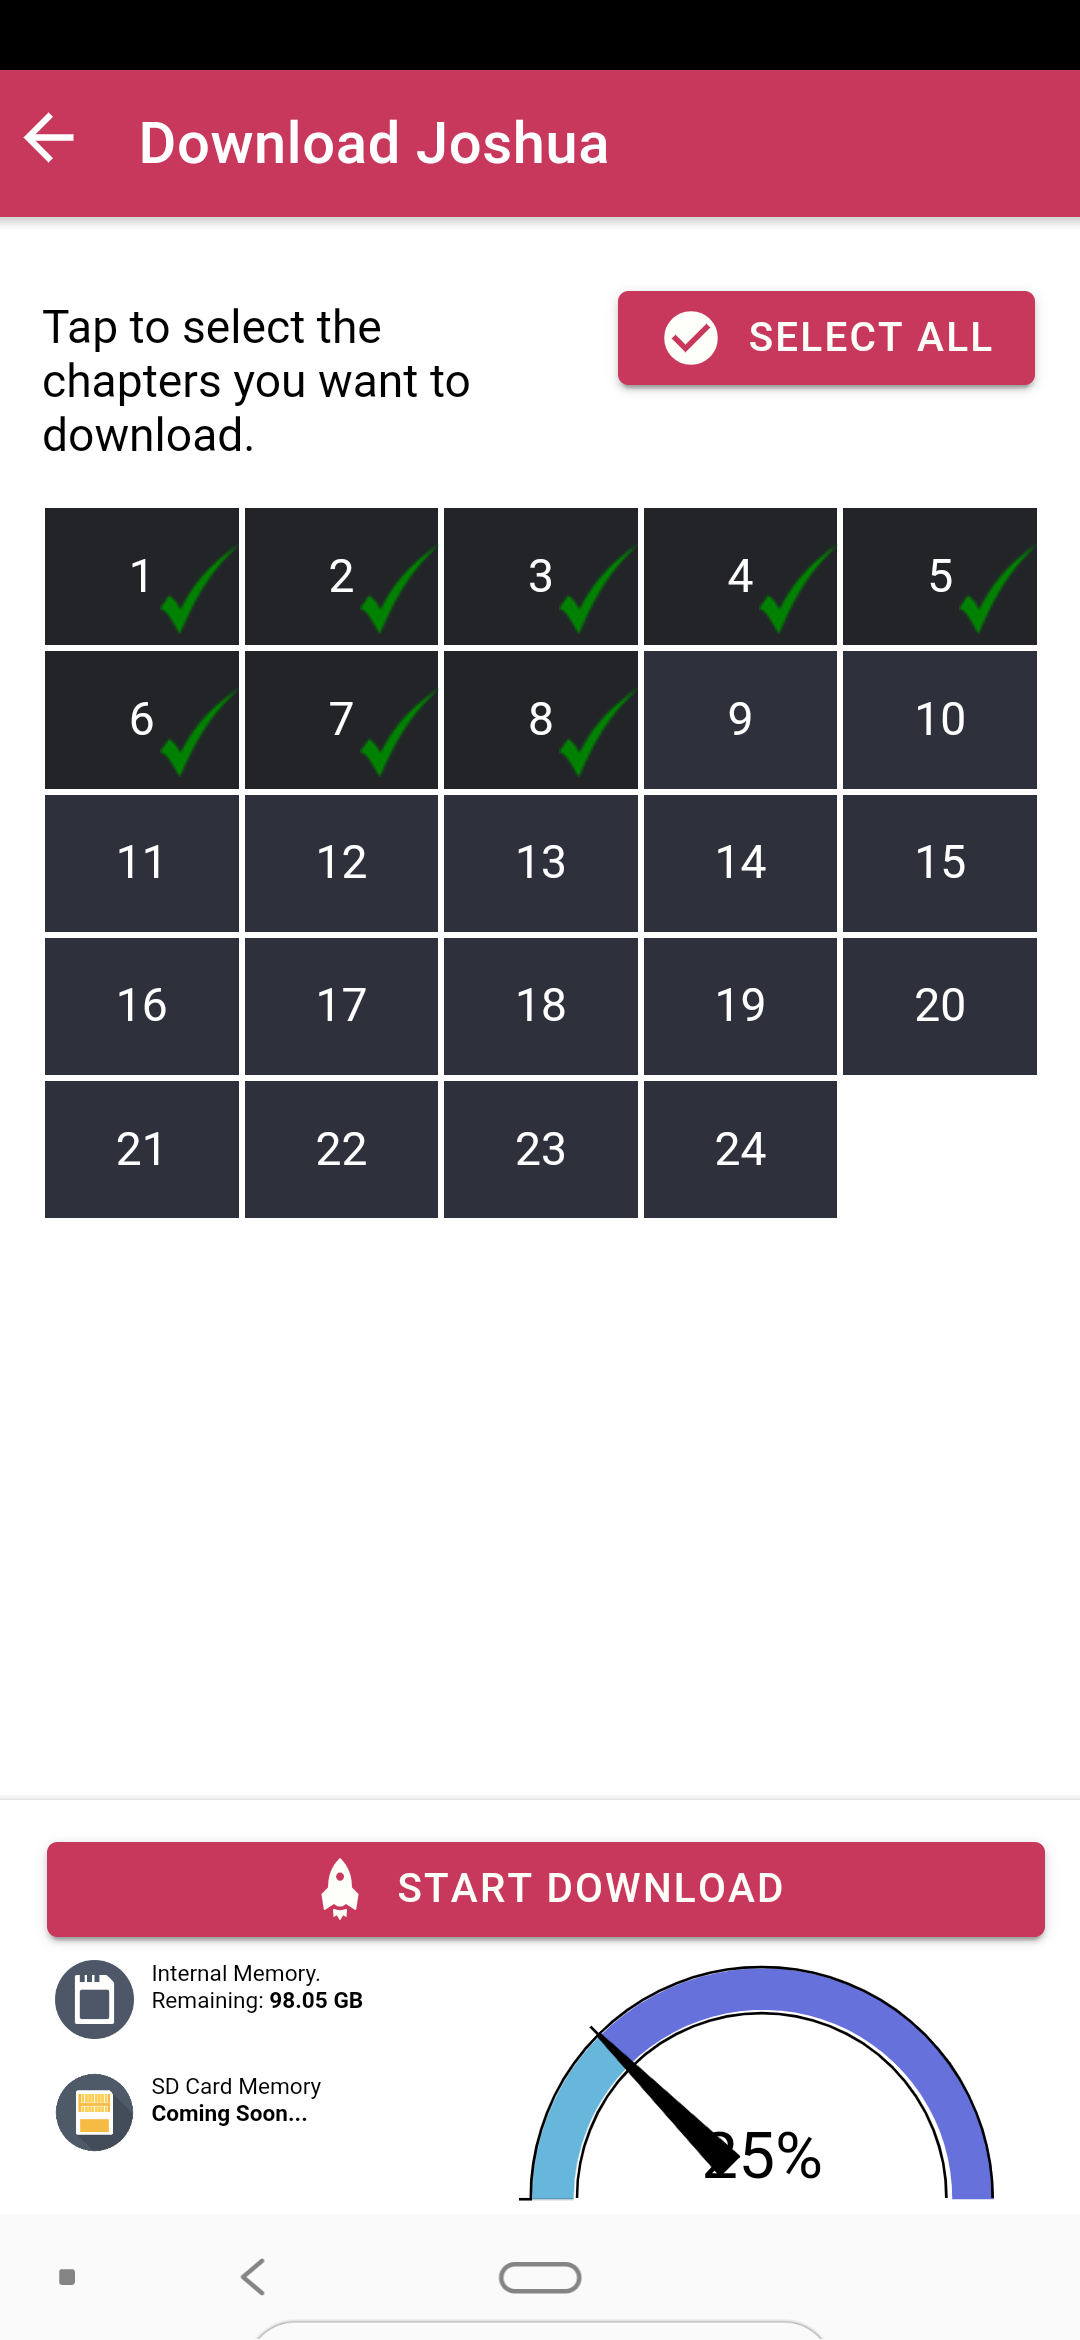 Download Joshua
Tap to select the
chapters you want to
download.
SELECT ALL
1 2 3 4 5
6 7 8 9 10
11 12 13 14 15
16 17 18 19 20
21 22 23 24
START DOWNLOAD
Internal Memory.
Remaining: 98.05 GB
SD Card Memory
Coming Soon...
25%